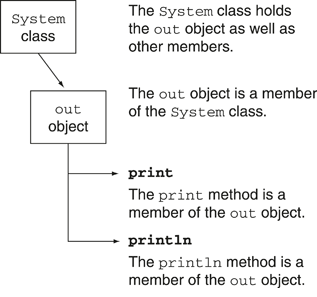 System
class
The System class holds
the out object as well as
other members.
out
object
The out object is a member
of the System class.
print
The print method is a
member of the out object.
println
The println method is a
member of the out object.